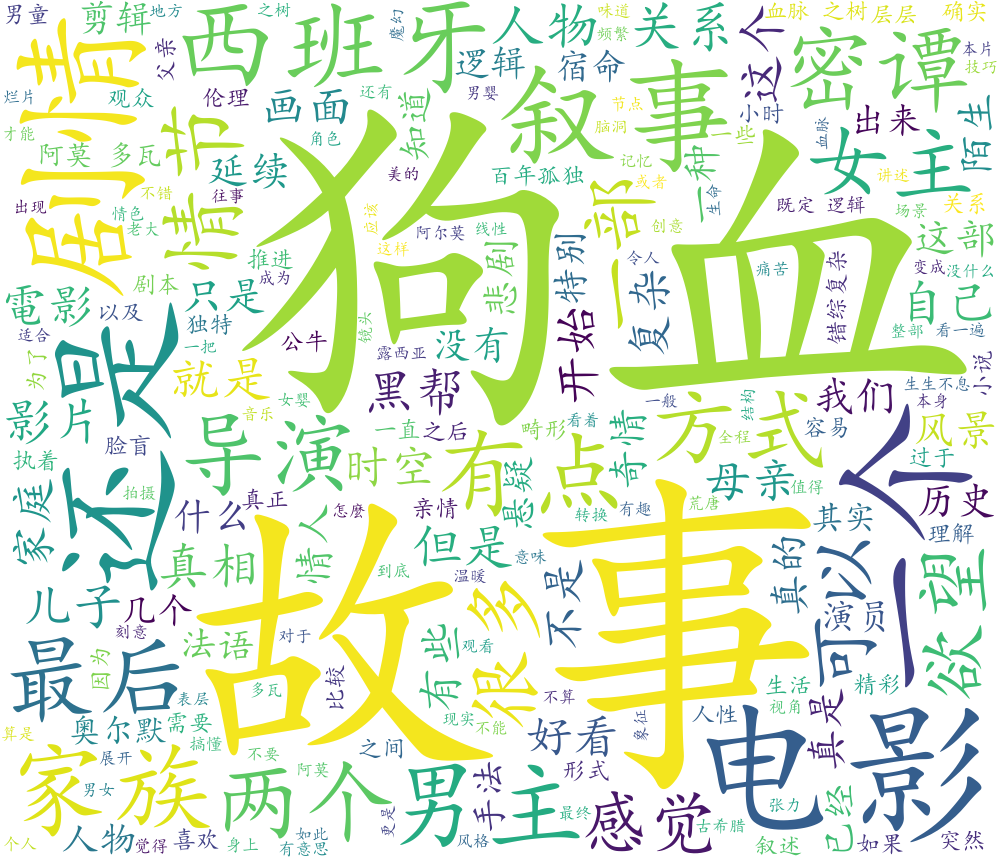 狗血
故事
电影
一个
剧情
西班牙
叙事
密谭
还是
女主
一部
导演
有点
方式
最后
家族
两个
男主
感觉
可以
欲望
情节
很多
人物
关系
这个
陌生
画面
逻辑
宿命
延续
知道
一种
出来
这部
自己
電影
影片
只是
就是
黑帮
没有
悲剧
特别
开始
复杂
我们
风景
时空
奇情
悬疑
母亲
历史
什么
真相
情人
但是
不是
真的
其实
演员
家庭
儿子
几个
法语
有些
奥尔默
好看
手法
真是
已经
人物
喜欢
剪辑
观众
伦理
父亲
男童
地方
之树
魔幻
烂片
才能
阿莫 多瓦
不错
往事
出现
情色
老大
推进
剧本
成为
以及
独特
适合
一把
为了
公牛
女婴
音乐
镜头
露西亚
阿尔莫
线性
这样
应该
美的
角色
还有
男婴
百年孤独
频繁
味道
节点
脑洞
记忆
或者
创意
令人
一些
小时
血脉 之树
层层
确实
本片
技巧
讲述
既定 逻辑
生命
场景
关系
血脉
痛苦
错综复杂
变成
没什么
整部
看一遍
小说
生生不息
本身
一般
结构
全程
容易
过于
理解
值得
荒唐
有趣
转换
看着
畸形
一直
之后
脸盲
执着
拍摄
真正
怎麼
亲情
到底
温暖
意味
刻意
对于
观看
比较
不算
现实
不能
多瓦
因为
表层
需要
搞懂
算是
展开
男女
个人
觉得
身上
不要
阿莫
之间
如此
有意思
更是
风格
形式
最终
象征
人性
生活
视角
精彩
张力
古希腊
叙述
如果
突然